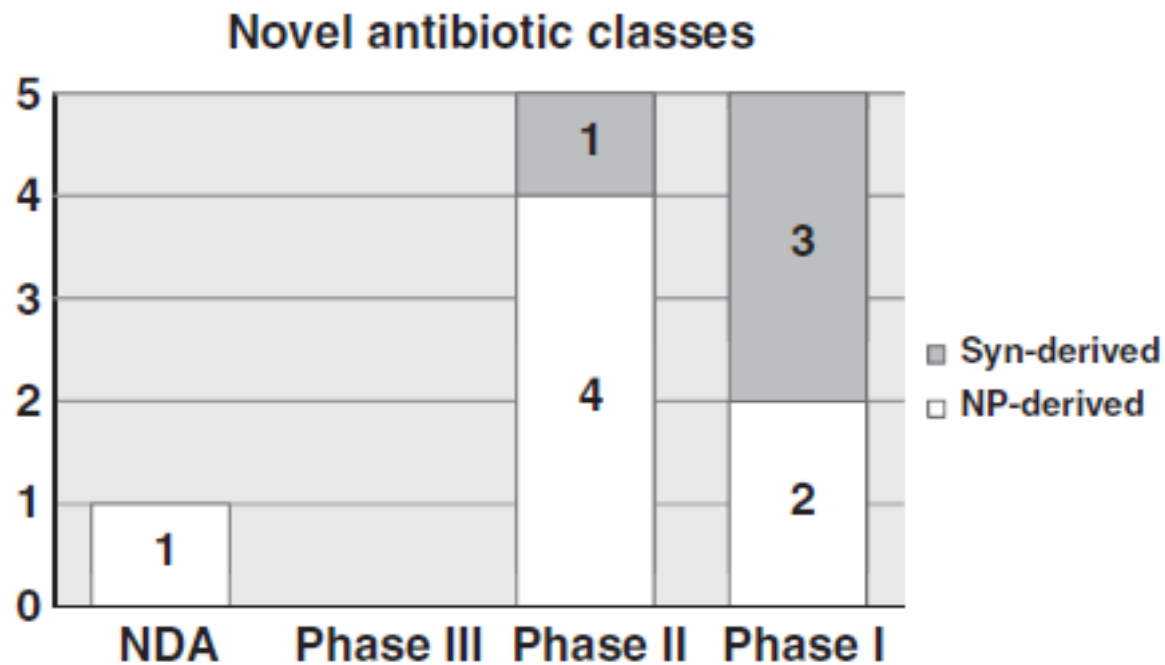 Novel antibiotic classes
5
4
3
2
1
0
1
1
4
3
2
NDA Phase III Phase II Phase I
Syn-derived
NP-derived